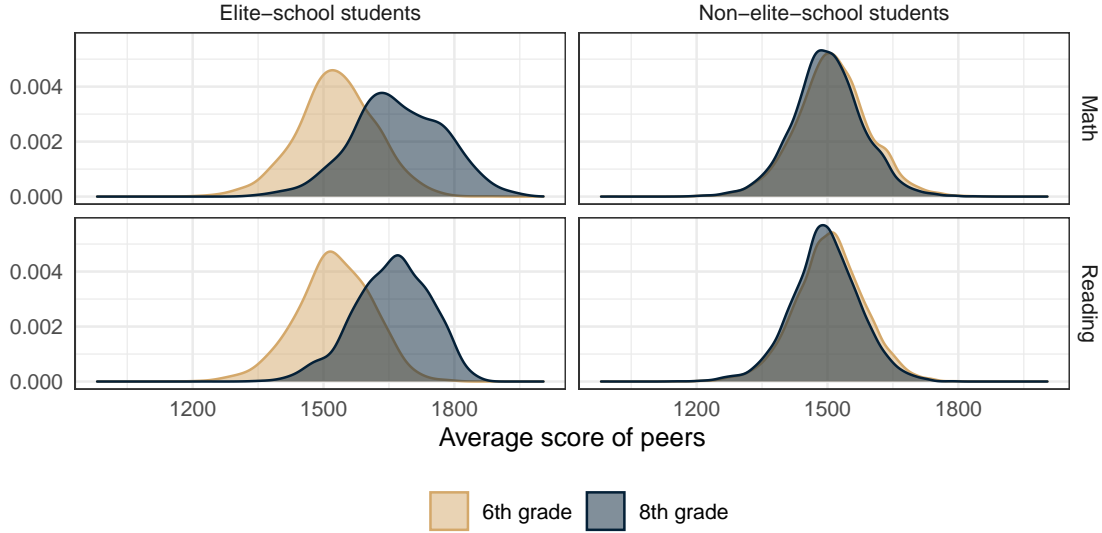 Elite−school students
Non−elite−school students
0.004
0.002
0.000
Math
0.004
0.002
0.000
Reading
1200 1500 1800
1200 1500 1800
Average score of peers
6th grade
8th grade